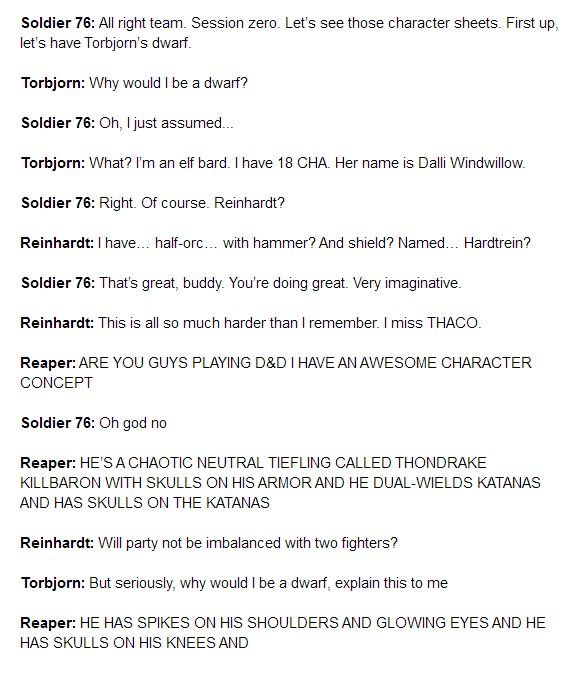 Soldier 76: All right team. Session zero. Let's see those character sheets. First up,
let's have Torbjorn's dwarf.
Torbjorn: Why would I be a dwarf?
Soldier 76: Oh, I just assumed...
Torbjorn: What? I'm an elf bard. I have 18 CHA. Her name is Dalli Windwillow.
Soldier 76: Right. Of course. Reinhardt?
Reinhardt: I have… half-orc… with hammer? And shield? Named… Hardtrein?
Soldier 76: That's great, buddy. You're doing great. Very imaginative.
Reinhardt: This is all so much harder than I remember. I miss THACO.
Reaper: ARE YOU GUYS PLAYING D&D I HAVE AN AWESOME CHARACTER
CONCEPT
Soldier 76: Oh god no
Reaper: HE'S A CHAOTIC NEUTRAL TIEFLING CALLED THONDRAKE
KILLBARON WITH SKULLS ON HIS ARMOR AND HE DUAL-WIELDS KATANAS
AND HAS SKULLS ON THE KATANAS
Reinhardt: Will party not be imbalanced with two fighters?
Torbjorn: But seriously, why would I be a dwarf, explain this to me
Reaper: HE HAS SPIKES ON HIS SHOULDERS AND GLOWING EYES AND HE
HAS SKULLS ON HIS KNEES AND